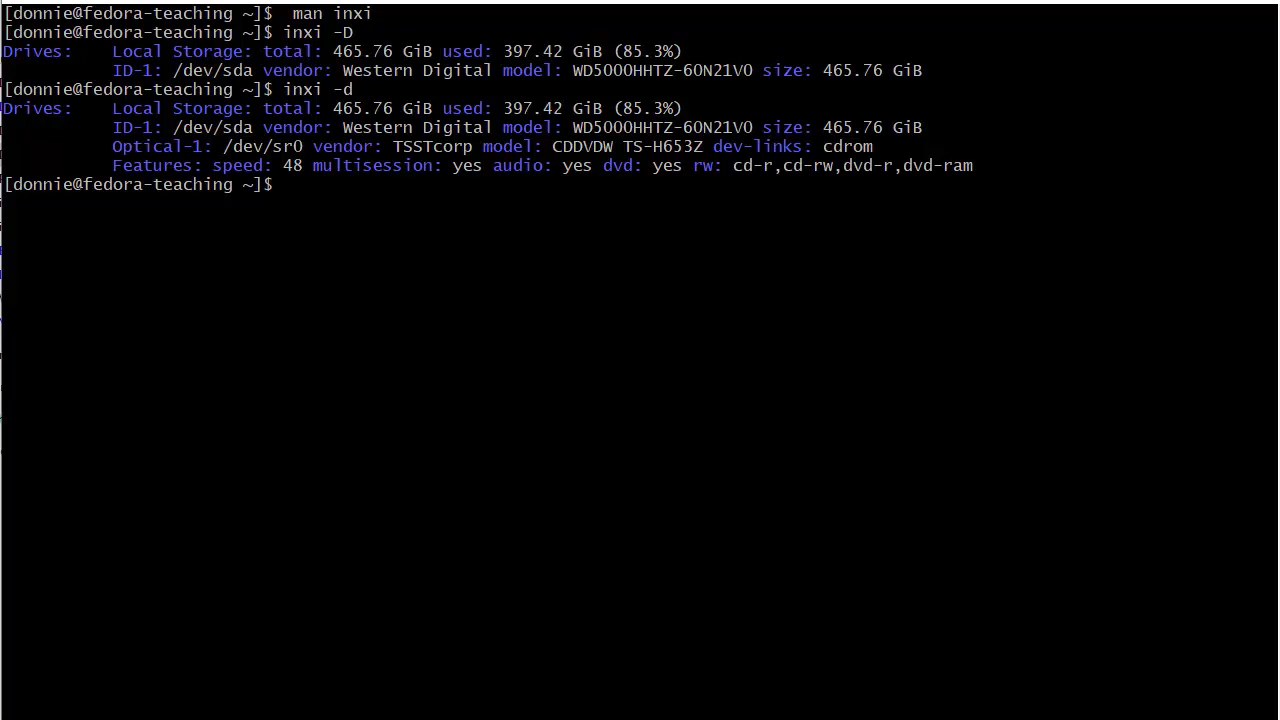 [donnie@fedora-teaching ~]$  man inxi
[donnie@fedora-teaching ~]$ inxi -D
Drives:    Local Storage: total: 465.76 GiB used: 397.42 GiB (85.3%)
           ID-1: /dev/sda vendor: Western Digital model: WD5000HHTZ-60N21V0 size: 465.76 GiB
[donnie@fedora-teaching ~]$ inxi -d
Drives:    Local Storage: total: 465.76 GiB used: 397.42 GiB (85.3%)
           ID-1: /dev/sda vendor: Western Digital model: WD5000HHTZ-60N21V0 size: 465.76 GiB
           Optical-1: /dev/sr0 vendor: TSSTcorp model: CDDVDW TS-H653Z dev-links: cdrom
           Features: speed: 48 multisession: yes audio: yes dvd: yes rw: cd-r,cd-rw,dvd-r,dvd-ram
[donnie@fedora-teaching ~]$